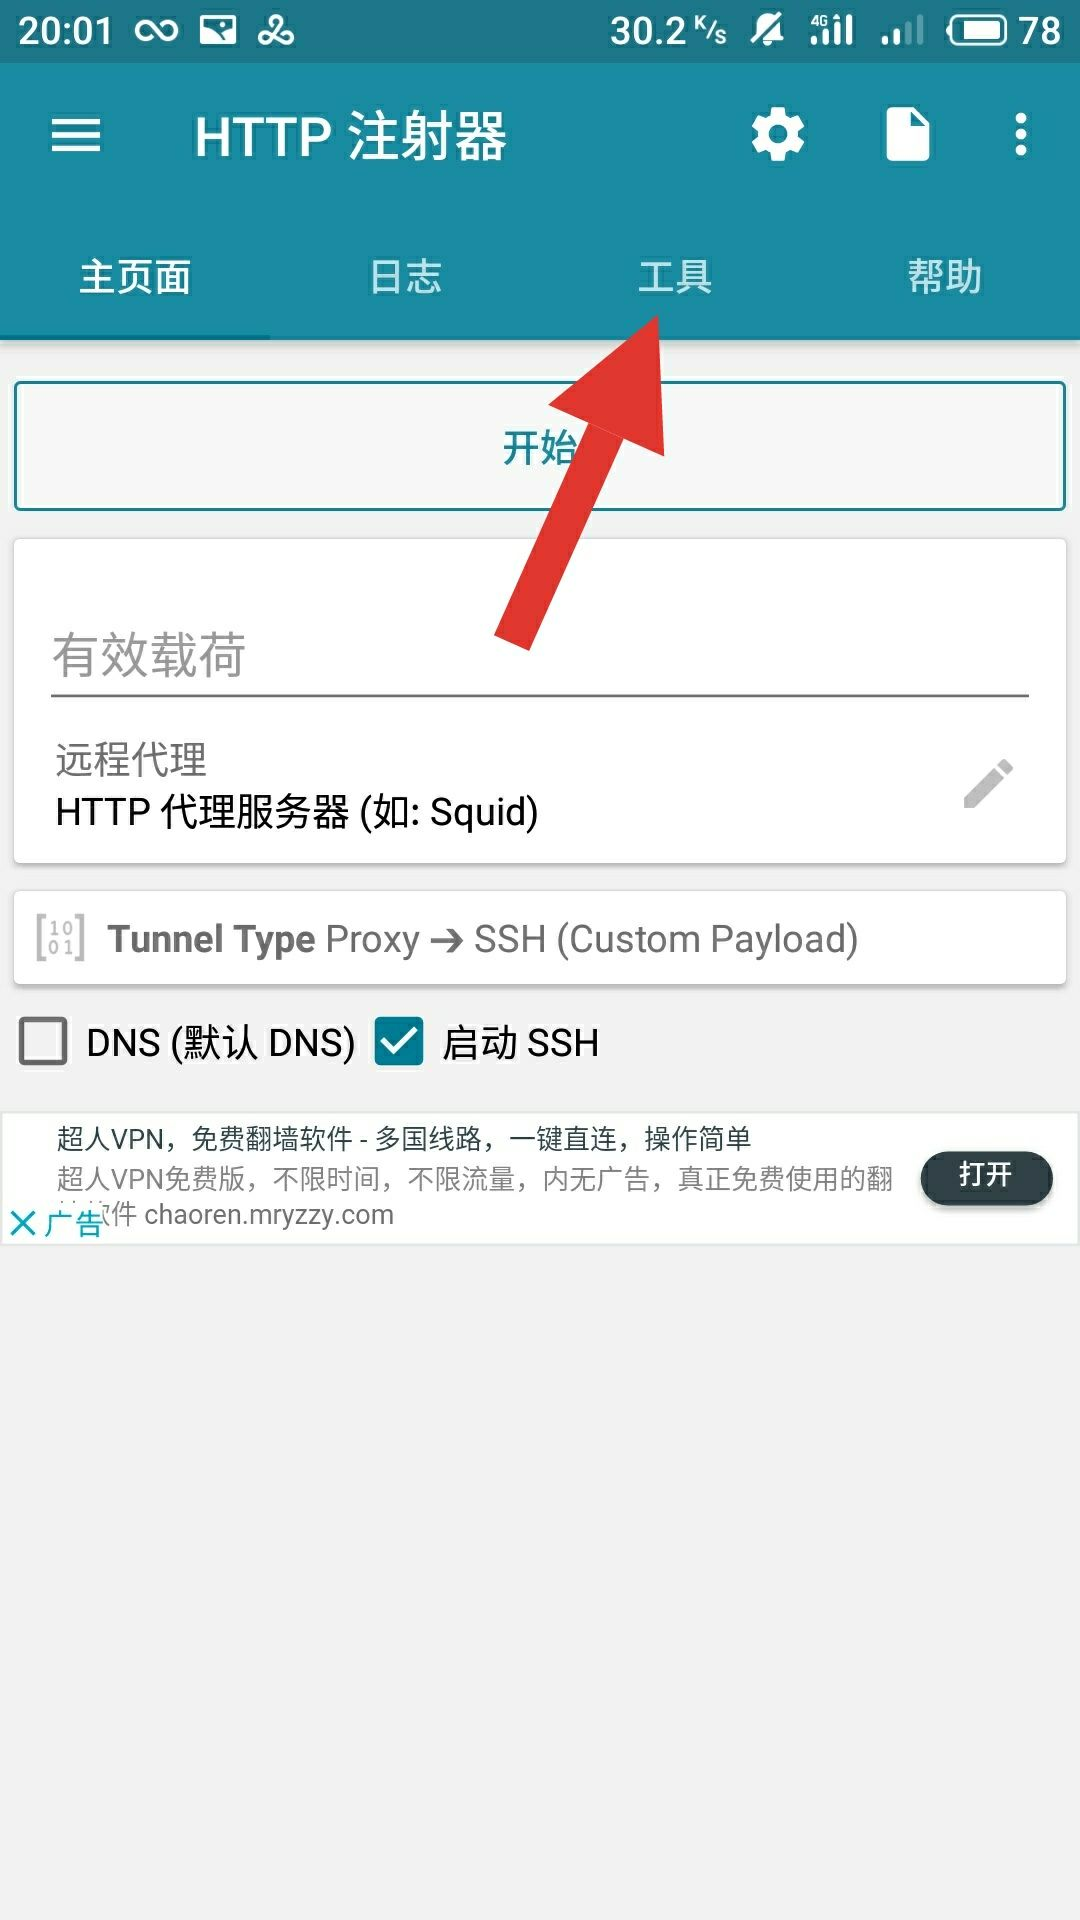 20:01 30.2 K/s 4G 78
HTTP 注射器
主页面 日志 工具 帮助
开始
有效载荷
远程代理
HTTP 代理服务器 (如: Squid)
10
01
Tunnel Type Proxy ➔ SSH (Custom Payload)
DNS (默认 DNS) 启动 SSH
超人VPN，免费翻墙软件 - 多国线路，一键直连，操作简单
超人VPN免费版，不限时间，不限流量，内无广告，真正免费使用的翻
软件 chaoren.mryzzy.com
打开
广告